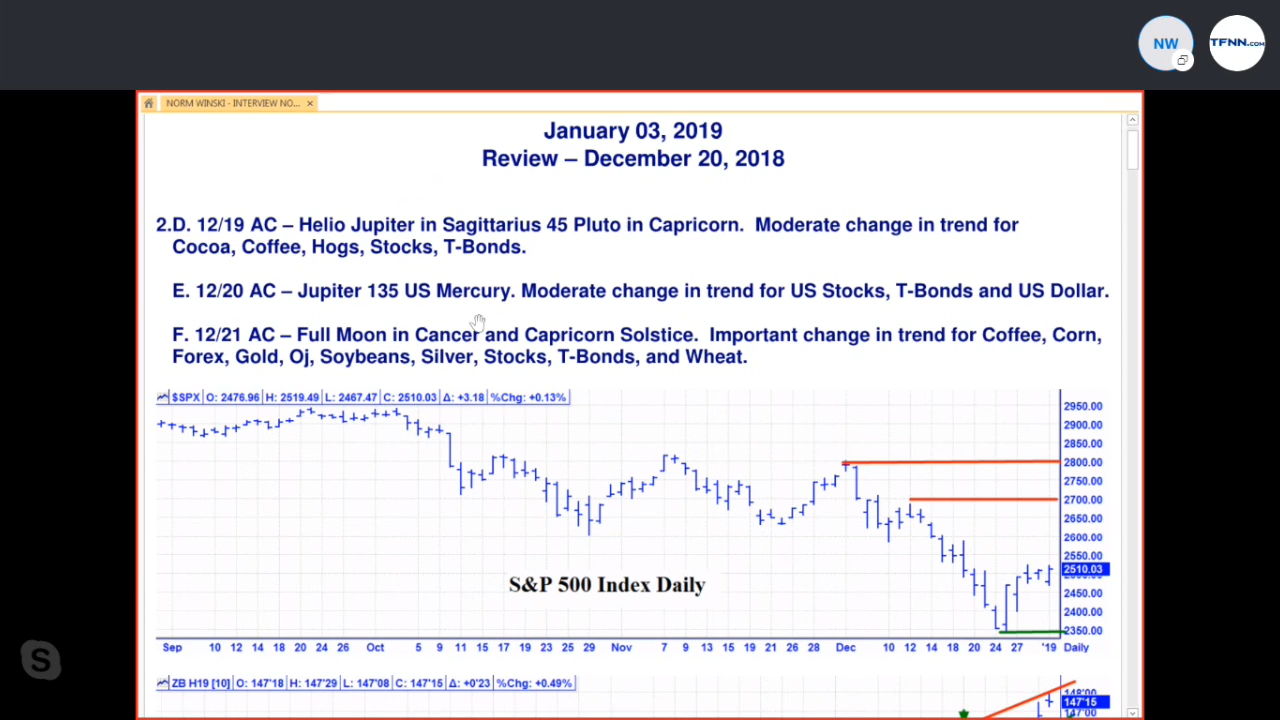 NW
TFNN.COM
NORM WINSKI - INTERVIEW NO... ×
January 03, 2019
Review – December 20, 2018
2.D. 12/19 AC – Helio Jupiter in Sagittarius 45 Pluto in Capricorn. Moderate change in trend for
Cocoa, Coffee, Hogs, Stocks, T-Bonds.
E. 12/20 AC – Jupiter 135 US Mercury. Moderate change in trend for US Stocks, T-Bonds and US Dollar.
F. 12/21 AC – Full Moon in Cancer and Capricorn Solstice. Important change in trend for Coffee, Corn,
Forex, Gold, Oj, Soybeans, Silver, Stocks, T-Bonds, and Wheat.
$SPX O: 2476.96 H: 2519.49 L: 2467.47 C: 2510.03 Δ: +3.18 %Chg: +0.13%
2950.00
2900.00
2850.00
2800.00
2750.00
2700.00
2650.00
2600.00
2550.00
2510.03
2450.00
2400.00
2350.00
S&P 500 Index Daily
Sep 10 12 14 18 20 24 26 Oct 5 9 11 15 17 19 23 25 29 Nov 7 9 13 15 19 21 26 28 Dec 6 10 12 14 18 20 24 27 '19 Daily
ZB H19 [10] O: 147'18 H: 147'29 L: 147'08 C: 147'15 Δ: +0'23 %Chg: +0.49%
148'00
147'15
147'00
S